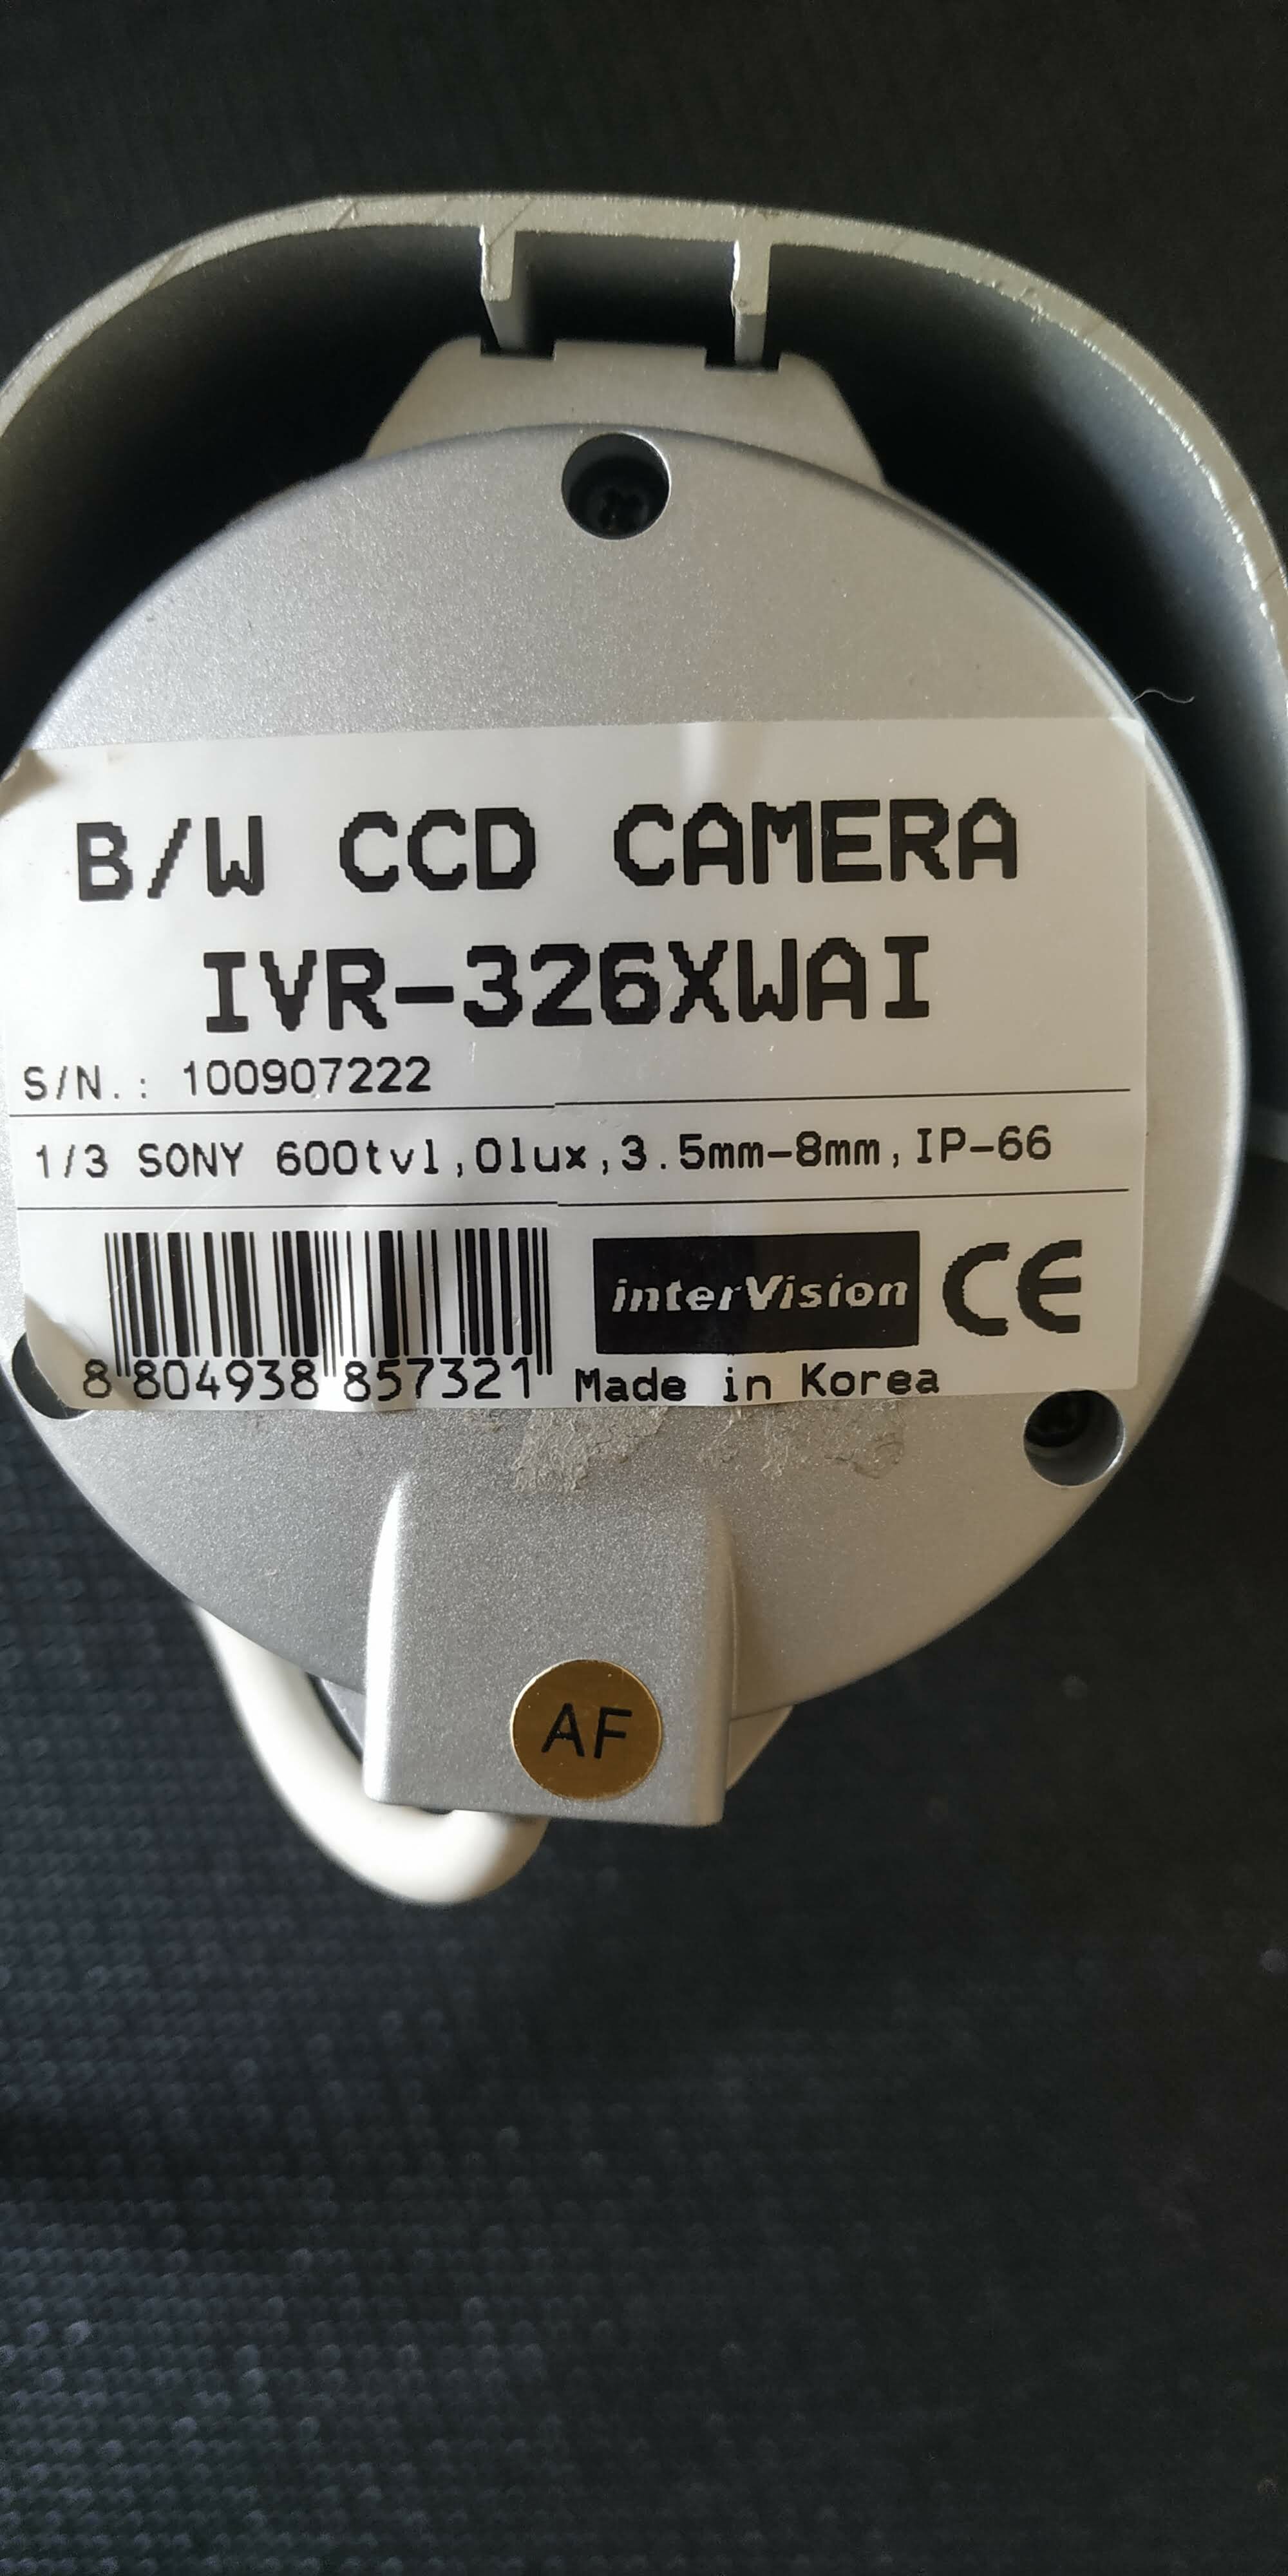 B/W CCD CAMERA
IVR-326XWAI
S/N.: 100907222
1/3 SONY 600tvl,0lux,3.5mm-8mm,IP-66
interVision CE
8 804938 857321 Made in Korea
AF